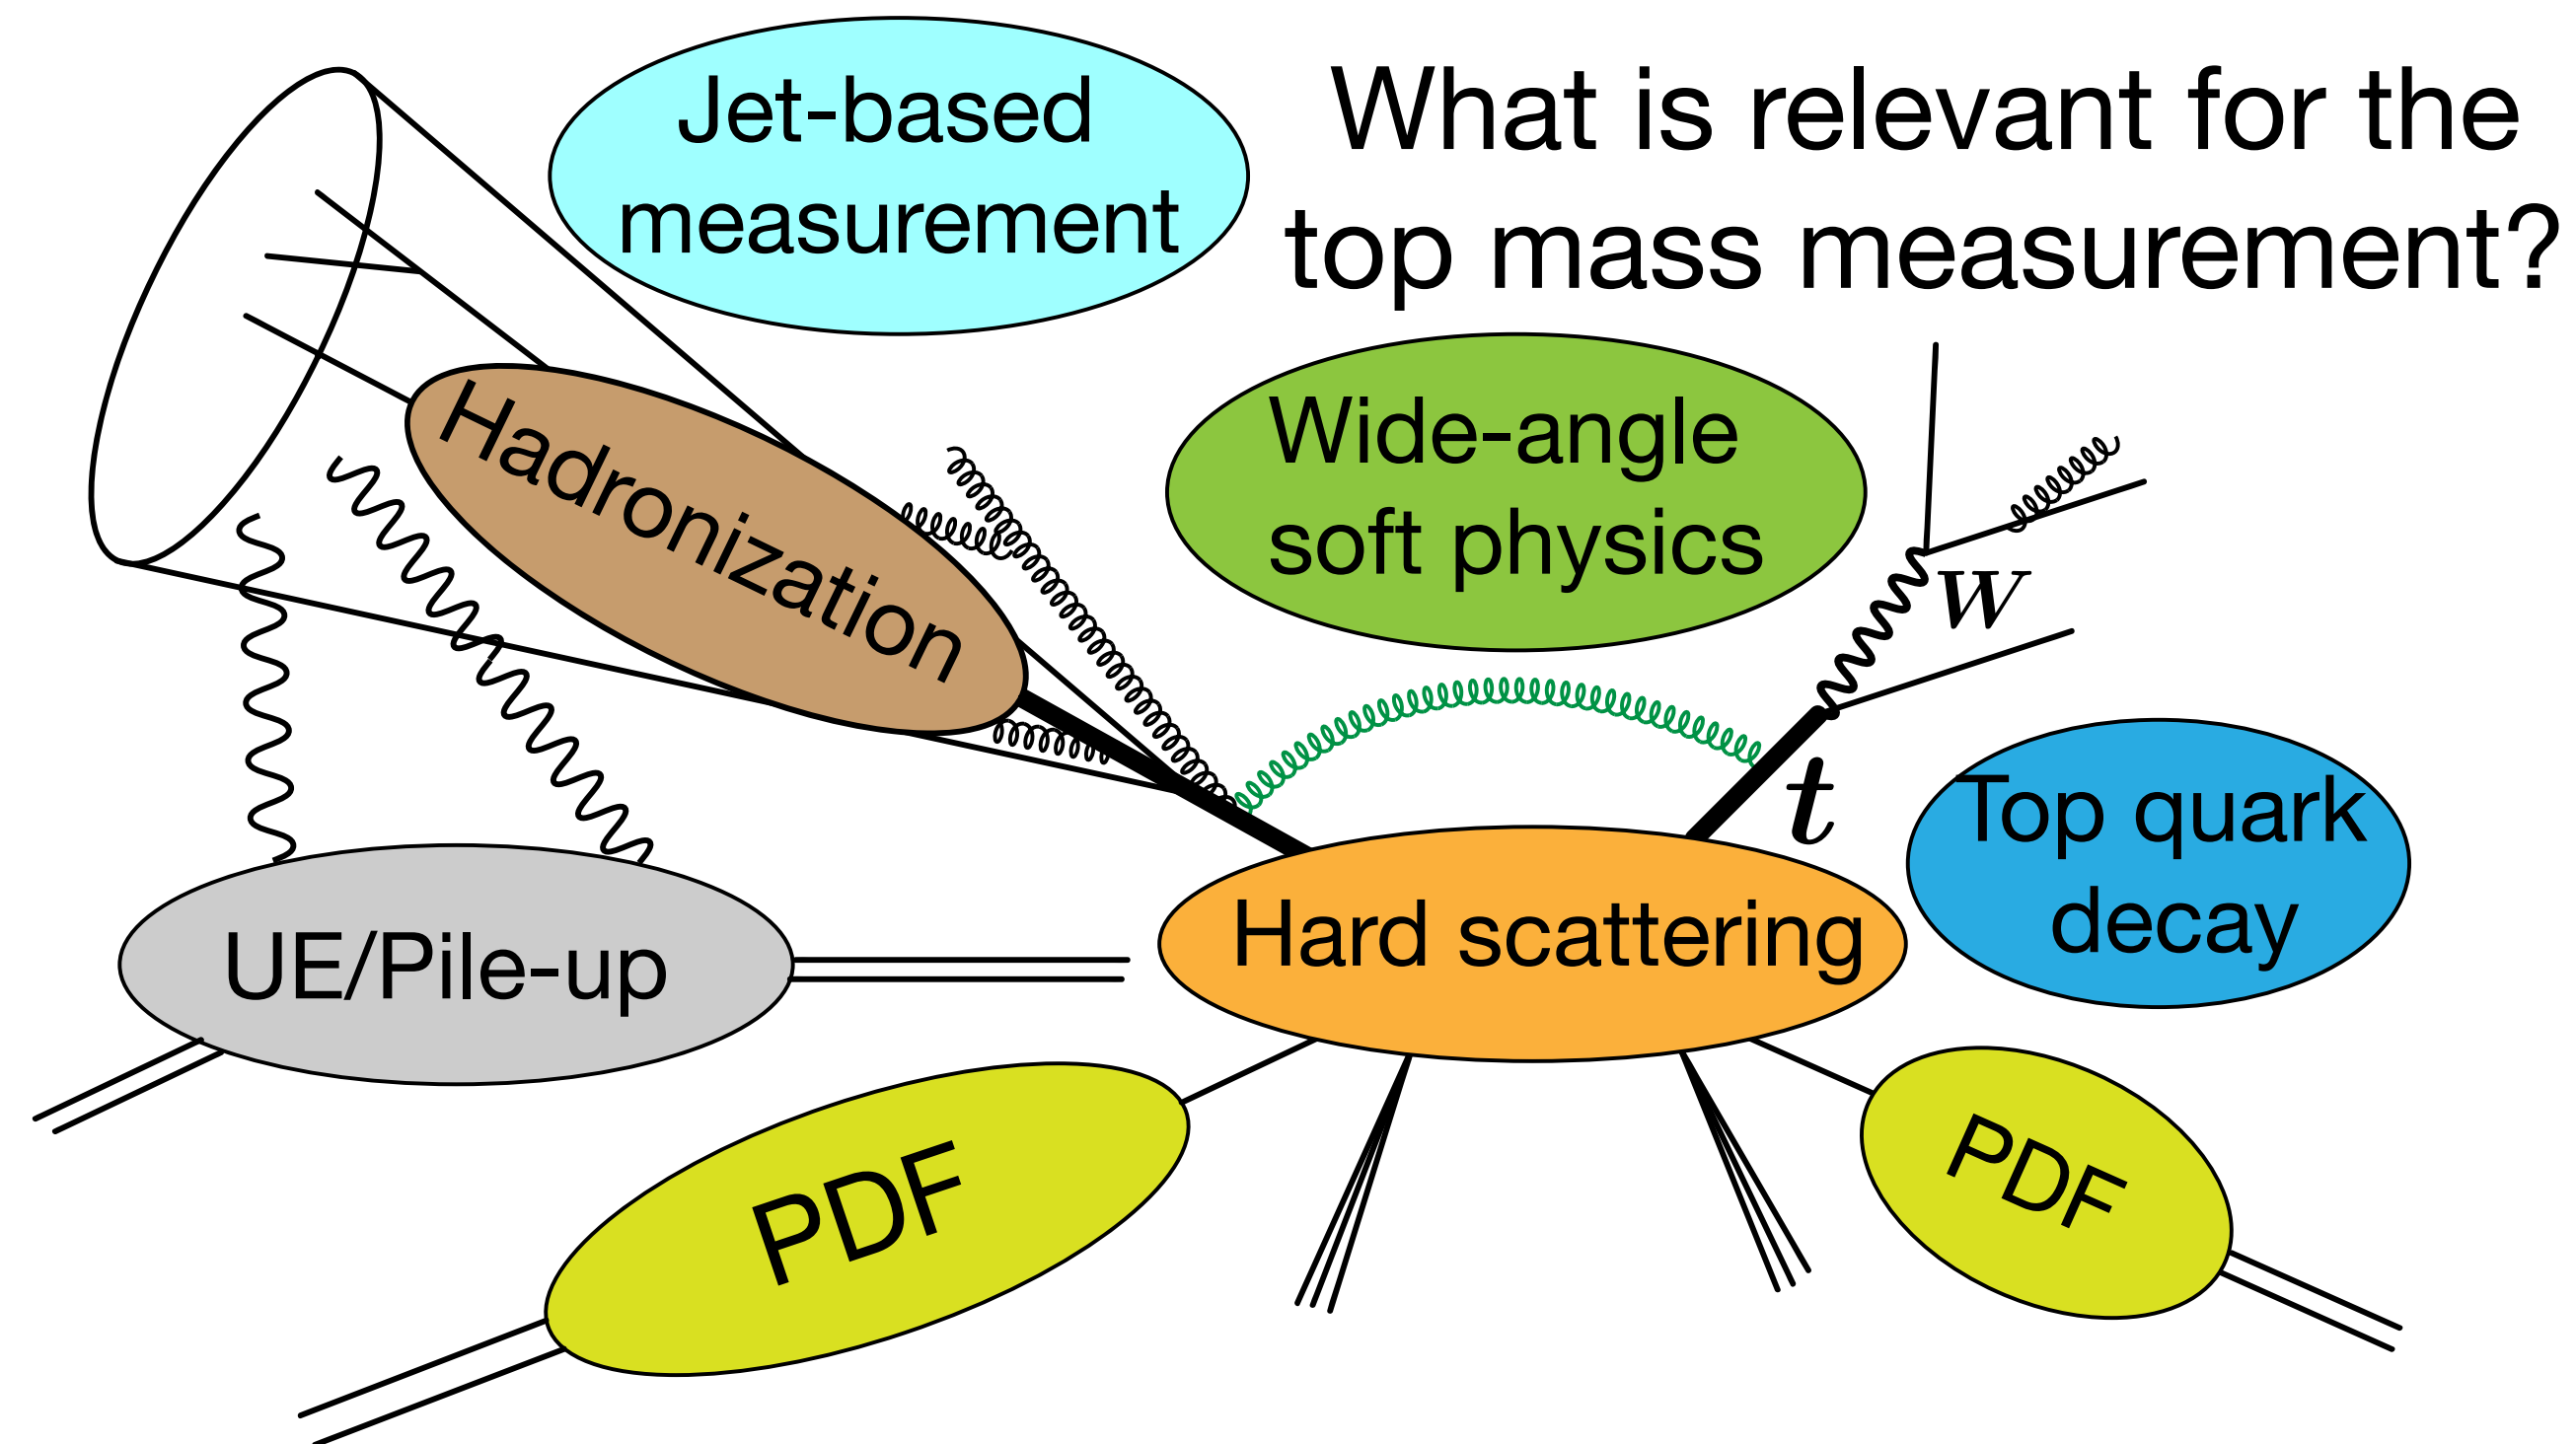 Jet-based
measurement
What is relevant for the
top mass measurement?
Hadronization
Wide-angle
soft physics
W
t
Top quark
decay
UE/Pile-up
Hard scattering
PDF
PDF